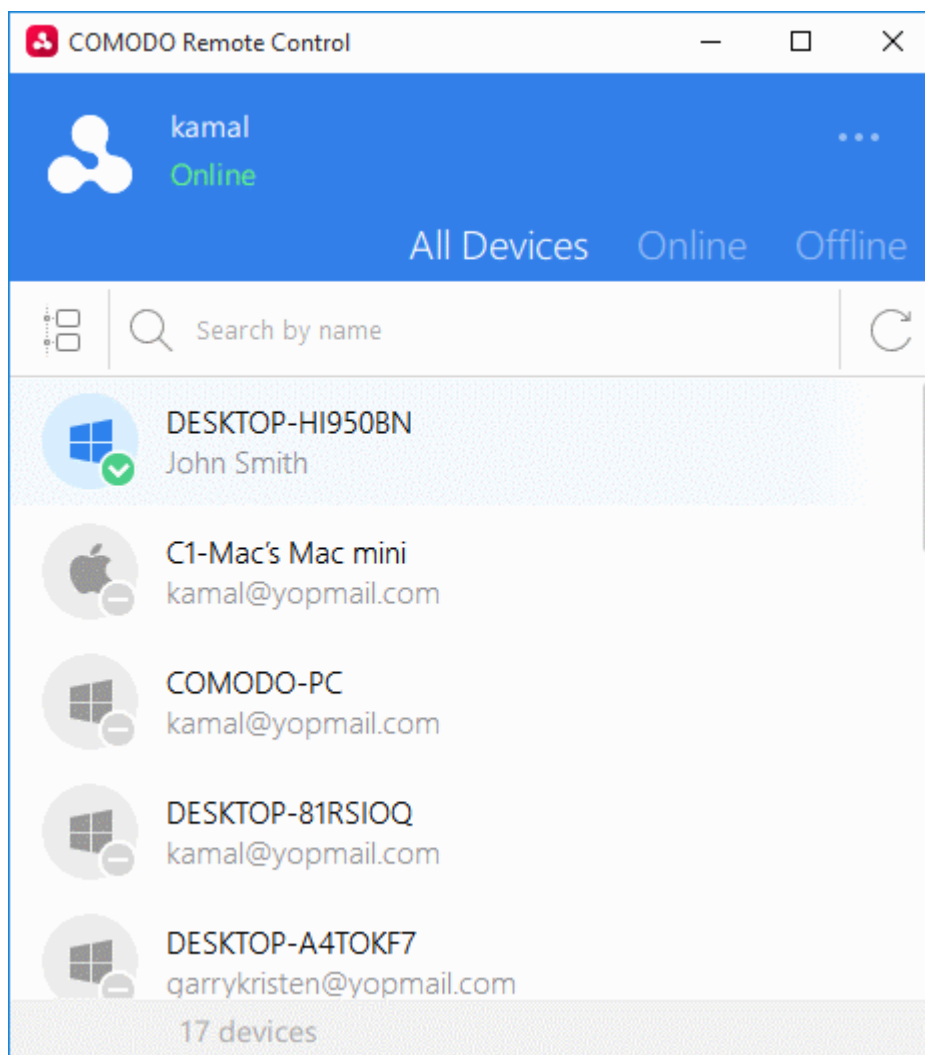 COMODO Remote Control
kamal
Online
All Devices Online Offline
Search by name
DESKTOP-HI950BN
John Smith
C1-Mac's Mac mini
kamal@yopmail.com
COMODO-PC
kamal@yopmail.com
DESKTOP-81RSIOQ
kamal@yopmail.com
DESKTOP-A4TOKF7
garrykristen@yopmail.com
17 devices